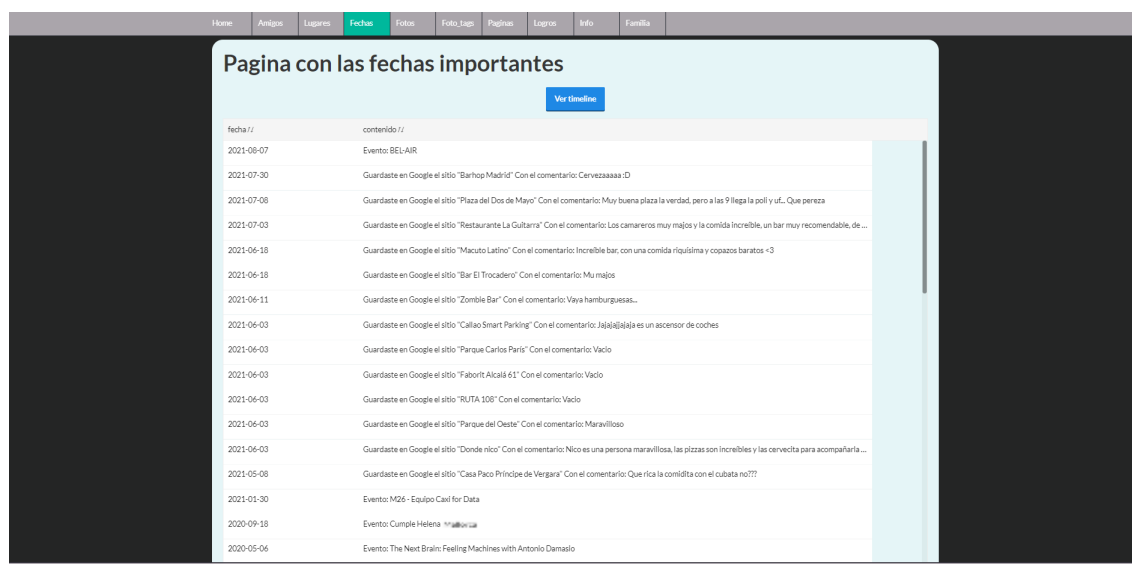 Home Amigos Lugares Fechas Fotos Foto_tags Paginas Logros Info Familia
Pagina con las fechas importantes
Ver timeline
fecha↑↓ contenido↑↓
2021-08-07 Evento: BEL-AIR
2021-07-30 Guardaste en Google el sitio "Barhop Madrid" Con el comentario: Cervezaaaaa :D
2021-07-08 Guardaste en Google el sitio "Plaza del Dos de Mayo" Con el comentario: Muy buena plaza la verdad, pero a las 9 llega la poli y uf... Que pereza
2021-07-03 Guardaste en Google el sitio "Restaurante La Guitarra" Con el comentario: Los camareros muy majos y la comida increíble, un bar muy recomendable, de ...
2021-06-18 Guardaste en Google el sitio "Macuto Latino" Con el comentario: Increíble bar, con una comida riquísima y copazos baratos <3
2021-06-18 Guardaste en Google el sitio "Bar El Trocadero" Con el comentario: Mu majos
2021-06-11 Guardaste en Google el sitio "Zombie Bar" Con el comentario: Vaya hamburguesas...
2021-06-03 Guardaste en Google el sitio "Callao Smart Parking" Con el comentario: Jajajajjajaja es un ascensor de coches
2021-06-03 Guardaste en Google el sitio "Parque Carlos París" Con el comentario: Vacio
2021-06-03 Guardaste en Google el sitio "Faborit Alcalá 61" Con el comentario: Vacio
2021-06-03 Guardaste en Google el sitio "RUTA 108" Con el comentario: Vacio
2021-06-03 Guardaste en Google el sitio "Parque del Oeste" Con el comentario: Maravilloso
2021-06-03 Guardaste en Google el sitio "Donde nico" Con el comentario: Nico es una persona maravillosa, las pizzas son increíbles y las cervecita para acompañarla ...
2021-05-08 Guardaste en Google el sitio "Casa Paco Príncipe de Vergara" Con el comentario: Que rica la comidita con el cubata no???
2021-01-30 Evento: M26 - Equipo Caxi for Data
2020-09-18 Evento: Cumple Helena
2020-05-06 Evento: The Next Brain: Feeling Machines with Antonio Damasio